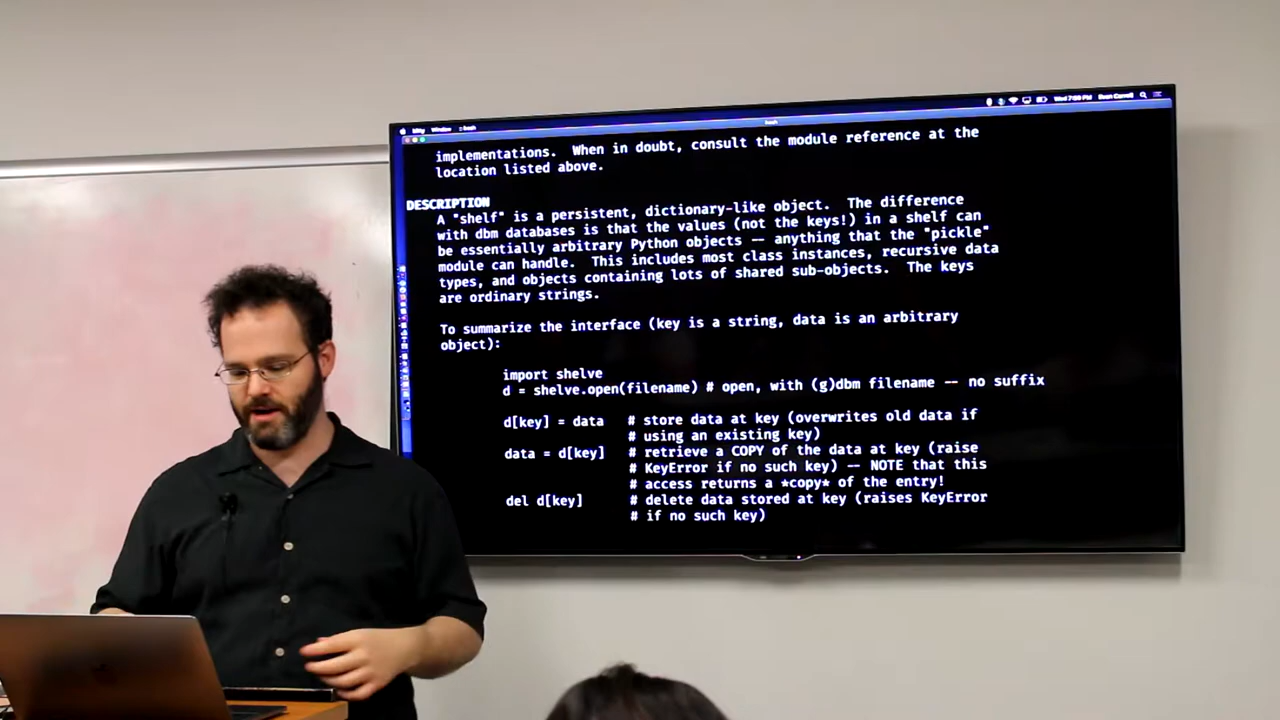 Window
bash
Wed 7:59 PM
implementations.  When in doubt, consult the module reference at the
location listed above.
DESCRIPTION
A "shelf" is a persistent, dictionary-like object.  The difference
with dbm databases is that the values (not the keys!) in a shelf can
be essentially arbitrary Python objects -- anything that the "pickle"
module can handle.  This includes most class instances, recursive data
types, and objects containing lots of shared sub-objects.  The keys
are ordinary strings.
To summarize the interface (key is a string, data is an arbitrary
object):
import shelve
d = shelve.open(filename) # open, with (g)dbm filename -- no suffix
d[key] = data   # store data at key (overwrites old data if
# using an existing key)
data = d[key]   # retrieve a COPY of the data at key (raise
# KeyError if no such key) -- NOTE that this
# access returns a *copy* of the entry!
del d[key]      # delete data stored at key (raises KeyError
# if no such key)